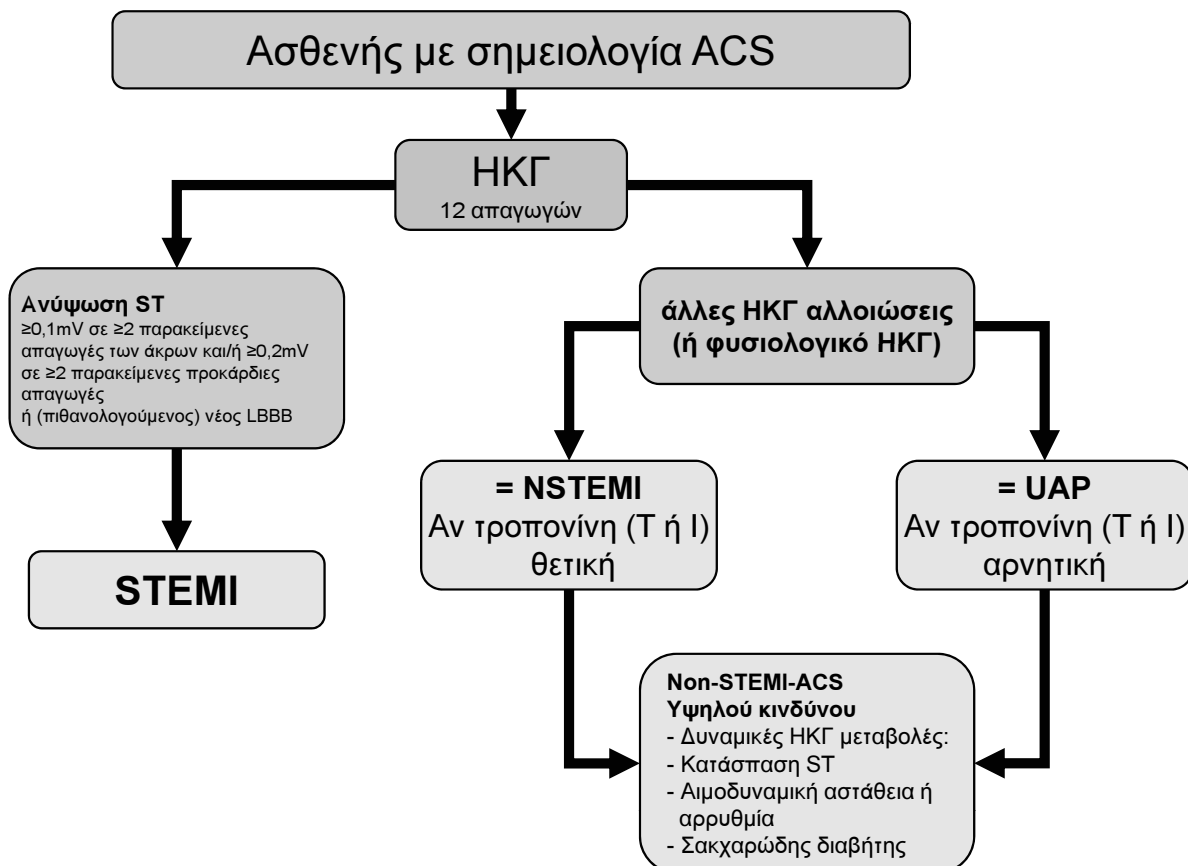 Ασθενής με σημειολογία ACS
ΗΚΓ
12 απαγωγών
Ανύψωση ST
≥0,1mV σε ≥2 παρακείμενες
απαγωγές των άκρων και/ή ≥0,2mV
σε ≥2 παρακείμενες προκάρδιες
απαγωγές
ή (πιθανολογούμενος) νέος LBBB
άλλες ΗΚΓ αλλοιώσεις
(ή φυσιολογικό ΗΚΓ)
= NSTEMI
Αν τροπονίνη (Τ ή Ι)
θετική
= UAP
Αν τροπονίνη (Τ ή Ι)
αρνητική
STEMI
Non-STEMI-ACS
Υψηλού κινδύνου
- Δυναμικές ΗΚΓ μεταβολές:
- Κατάσπαση ST
- Αιμοδυναμική αστάθεια ή
αρρυθμία
- Σακχαρώδης διαβήτης